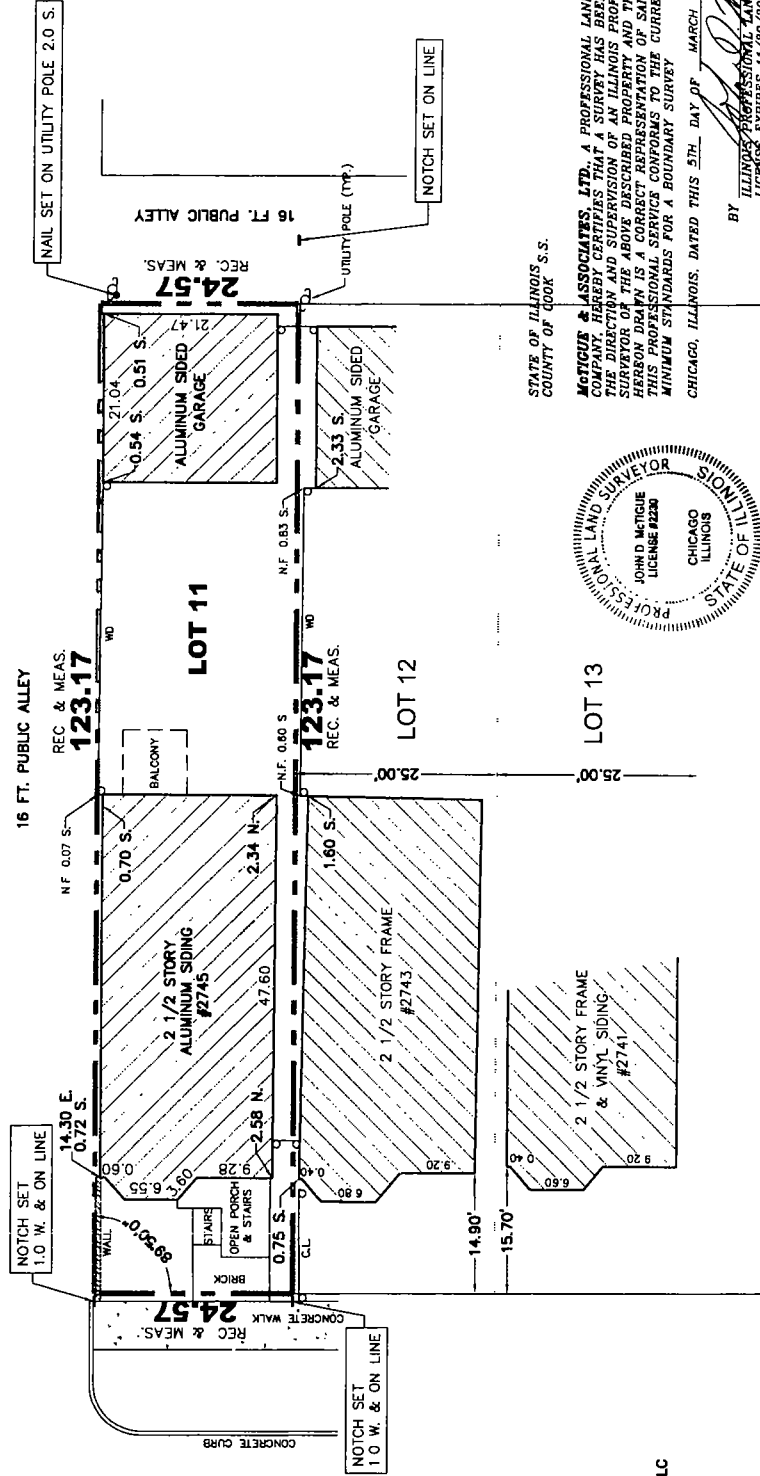 NAIL SET ON UTILITY POLE 2.0 S.
16 FT. PUBLIC ALLEY
REC & MEAS.
123.17
NOTCH SET
1.0 W. & ON LINE
14.30 E.
0.72 S.
N F 0.07 S.
WD
0.54 S.
21.04
0.51 S.
REC. & MEAS.
24.57
16 FT. PUBLIC ALLEY
WALL
89°50'0"
0.60
6.55
3.60
9.28
0.70 S.
2 1/2 STORY
ALUMINUM SIDING
#2745
47.60
2.34 N.
2.58 N.
BALCONY
LOT 11
ALUMINUM SIDED
GARAGE
21.47
24.57
REC & MEAS.
CONCRETE WALK
CONCRETE CURB
BRICK
STAIRS
OPEN PORCH
& STAIRS
0.75 S.
C.L.
NOTCH SET
1 0 W. & ON LINE
N.F. 0.60 S
123.17
REC. & MEAS.
WD
N.F 0.83 S.
2.33 S.
UTILITY POLE (TYP.)
NOTCH SET ON LINE
ALUMINUM SIDED
GARAGE
0.40
6.80
9.20
1.60 S.
2 1/2 STORY FRAME
#2743
14.90'
15.70'
25.00'
LOT 12
25.00'
LOT 13
0.40
6.60
9 20
2 1/2 STORY FRAME
& VINYL SIDING
#2741
LC
PROFESSIONAL LAND SURVEYOR
JOHN D McTIGUE
LICENSE #2230
CHICAGO
ILLINOIS
STATE OF ILLINOIS
STATE OF ILLINOIS S.S.
COUNTY OF COOK
McTIGUE & ASSOCIATES, LTD., A PROFESSIONAL LAND
COMPANY, HEREBY CERTIFIES THAT A SURVEY HAS BEE
THE DIRECTION AND SUPERVISION OF AN ILLINOIS PROF
SURVEYOR OF THE ABOVE DESCRIBED PROPERTY AND TH
HEREON DRAWN IS A CORRECT REPRESENTATION OF SAI
THIS PROFESSIONAL SERVICE CONFORMS TO THE CURRE
MINIMUM STANDARDS FOR A BOUNDARY SURVEY
CHICAGO, ILLINOIS, DATED THIS 5TH DAY OF MARCH
BY
ILLINOIS PROFESSIONAL LAN
LICENSE EXPIRES